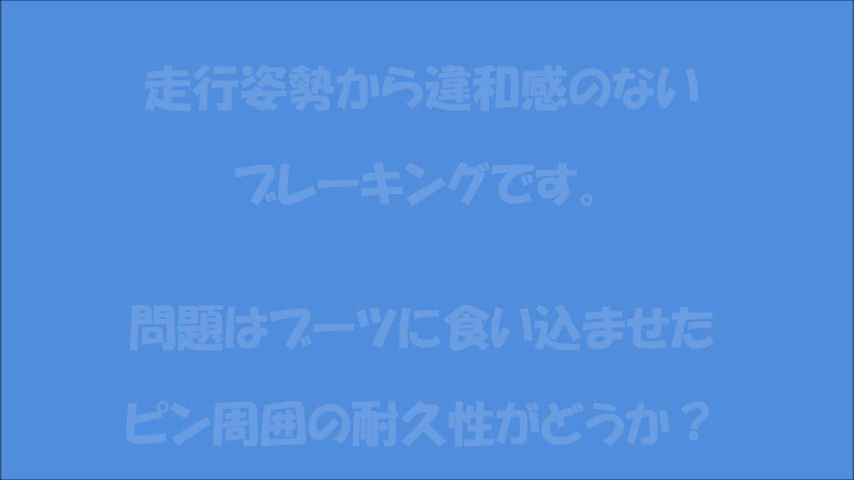 走行姿勢から違和感のない
ブレーキングです。
問題はブーツに食い込ませた
ピン周囲の耐久性がどうか？